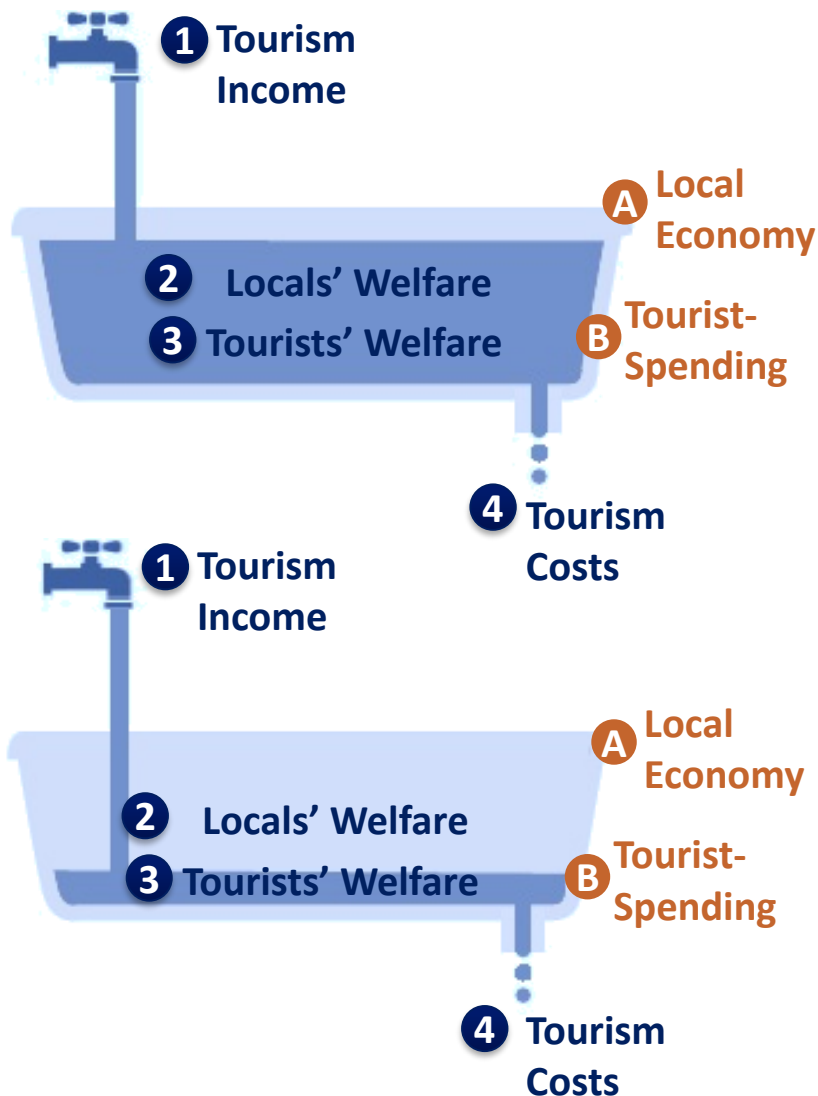 1 Tourism
Income
A Local
Economy
2 Locals’ Welfare
3 Tourists’ Welfare
B Tourist-
Spending
4 Tourism
Costs
1 Tourism
Income
A Local
Economy
2 Locals’ Welfare
3 Tourists’ Welfare
B Tourist-
Spending
4 Tourism
Costs